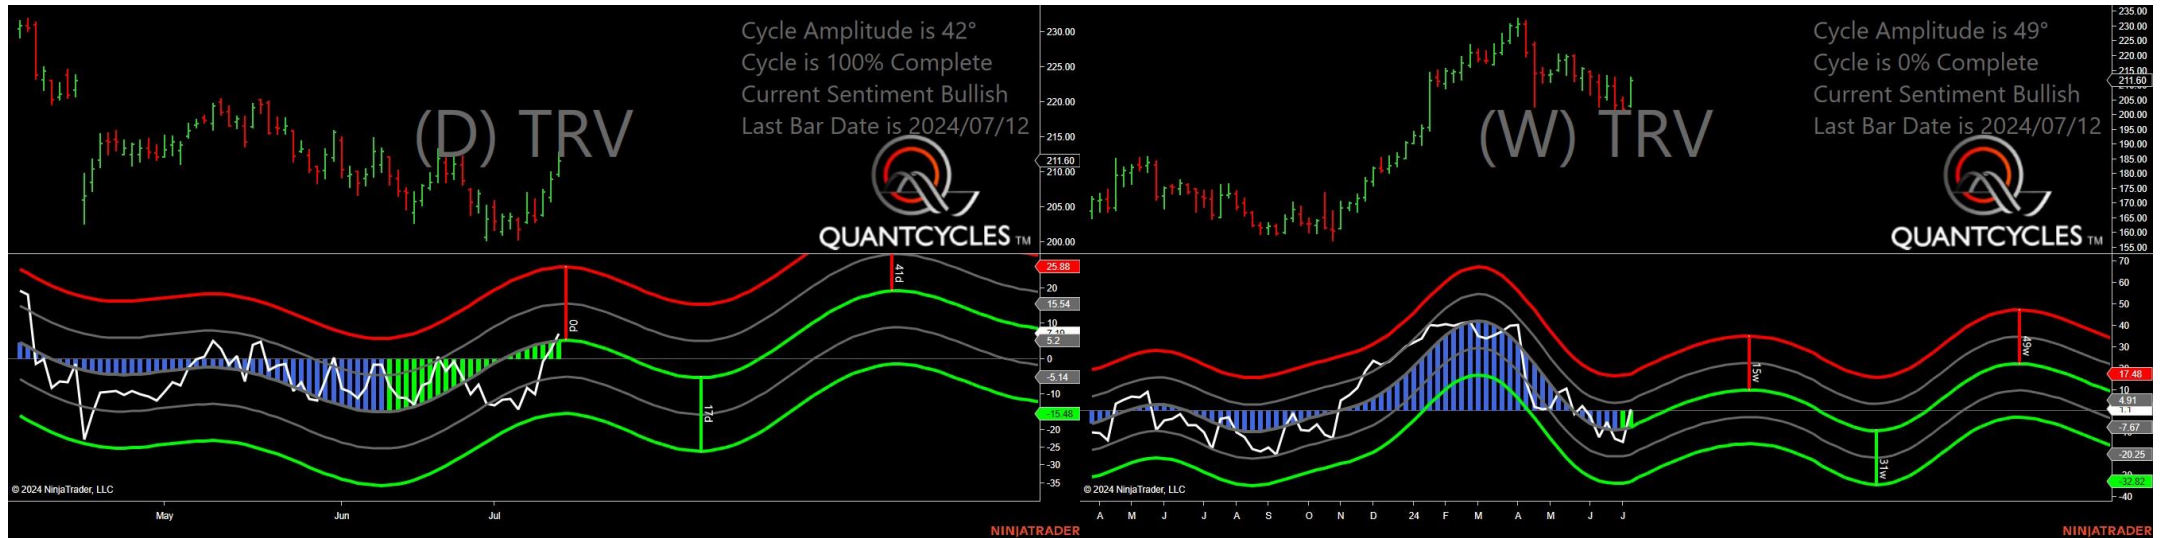 Cycle Amplitude is 42°
Cycle is 100% Complete
Current Sentiment Bullish
Last Bar Date is 2024/07/12
(D) TRV
QUANTCYCLES TM
230.00
225.00
220.00
215.00
211.60
210.00
205.00
200.00
25.88
20
15.54
10
7.19
5.2
0
-5.14
-10
-15.48
-20
-25
-30
-35
0d
17d
41d
© 2024 NinjaTrader, LLC
May
Jun
Jul
NINJATRADER
Cycle Amplitude is 49°
Cycle is 0% Complete
Current Sentiment Bullish
Last Bar Date is 2024/07/12
(W) TRV
QUANTCYCLES TM
235.00
230.00
225.00
220.00
215.00
211.60
205.00
200.00
195.00
190.00
185.00
180.00
175.00
170.00
165.00
160.00
155.00
70
60
50
40
30
17.48
10
4.91
1.1
-7.67
-20.25
-32.82
-40
15w
31w
49w
© 2024 NinjaTrader, LLC
A M J J A S O N D 24 F M A M J J
NINJATRADER